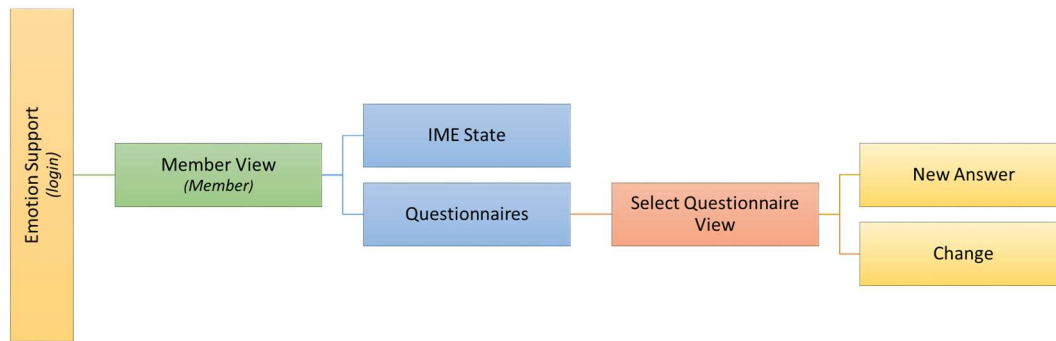 Emotion Support
(login)
Member View
(Member)
IME State
Questionnaires
Select Questionnaire
View
New Answer
Change